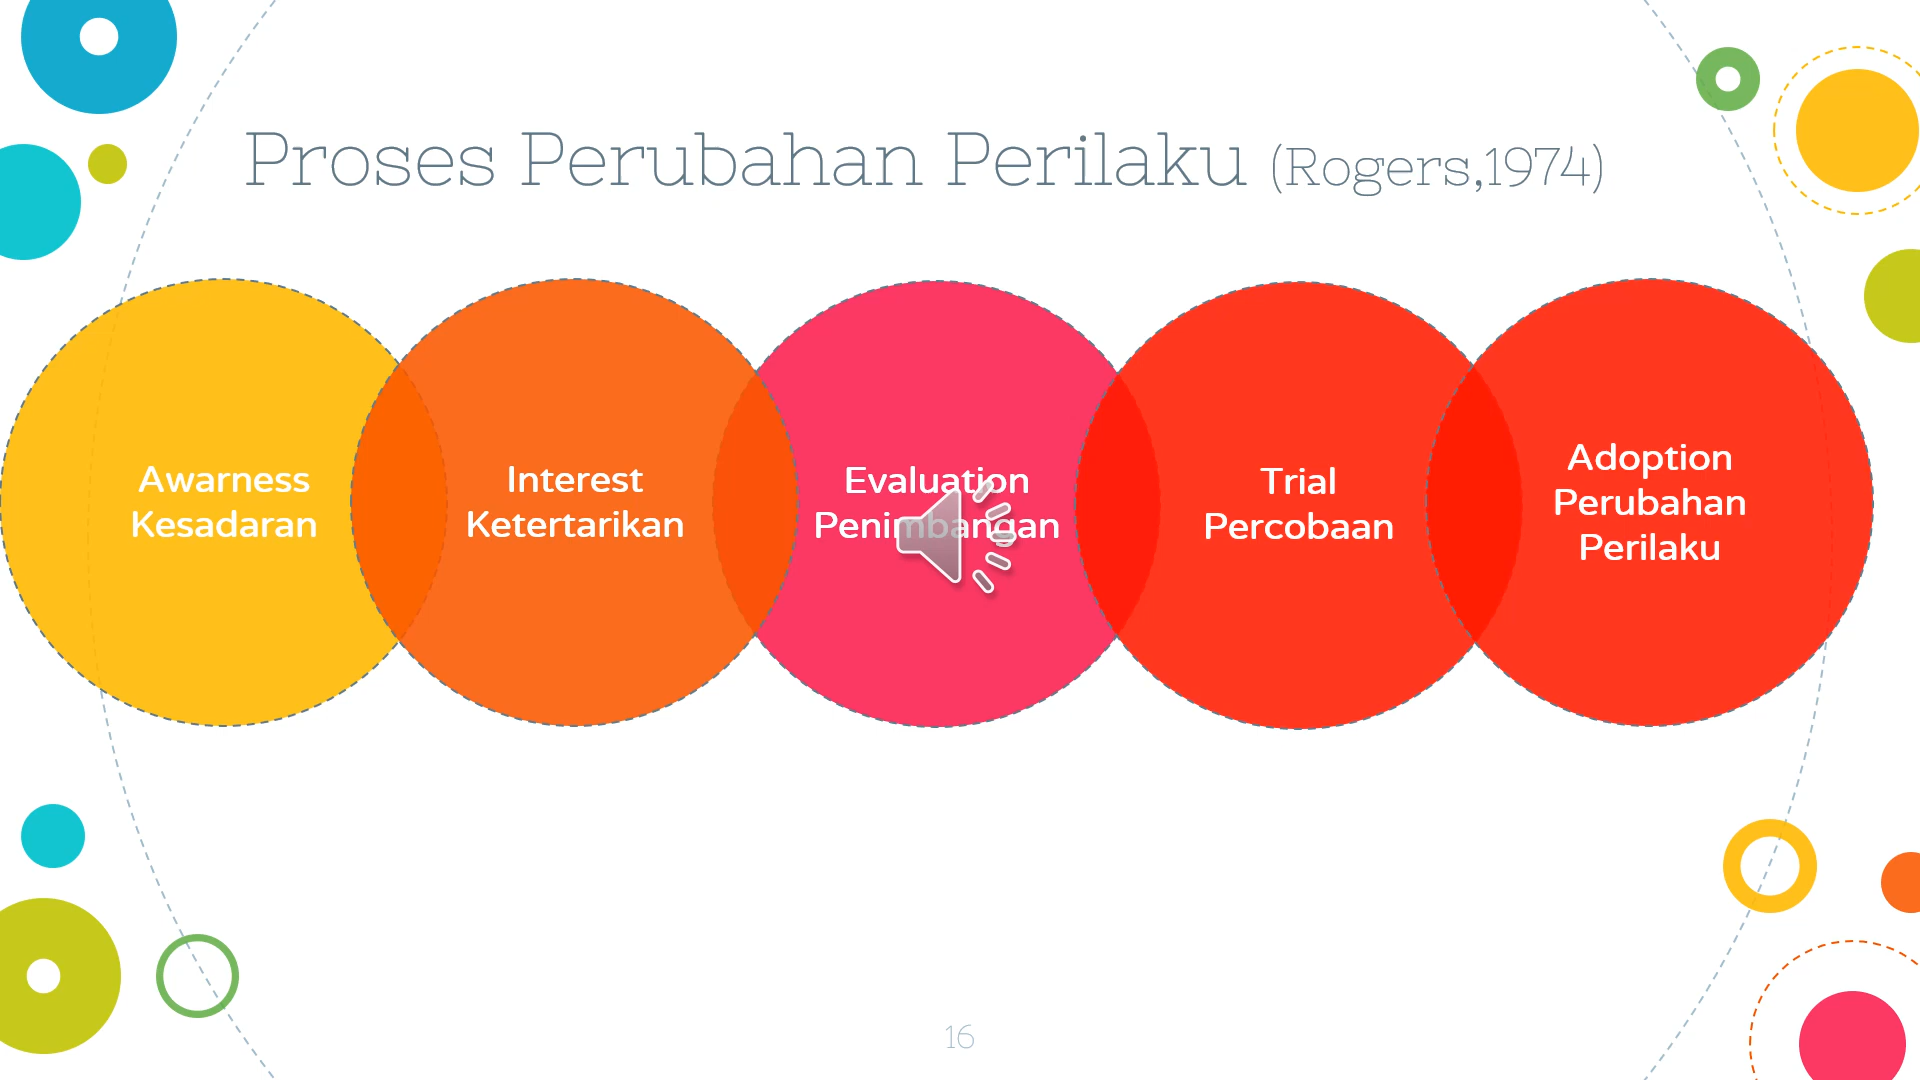 Proses Perubahan Perilaku (Rogers,1974)
Awarness
Kesadaran
Interest
Ketertarikan
Evaluation
Penimbangan
Trial
Percobaan
Adoption
Perubahan
Perilaku
16